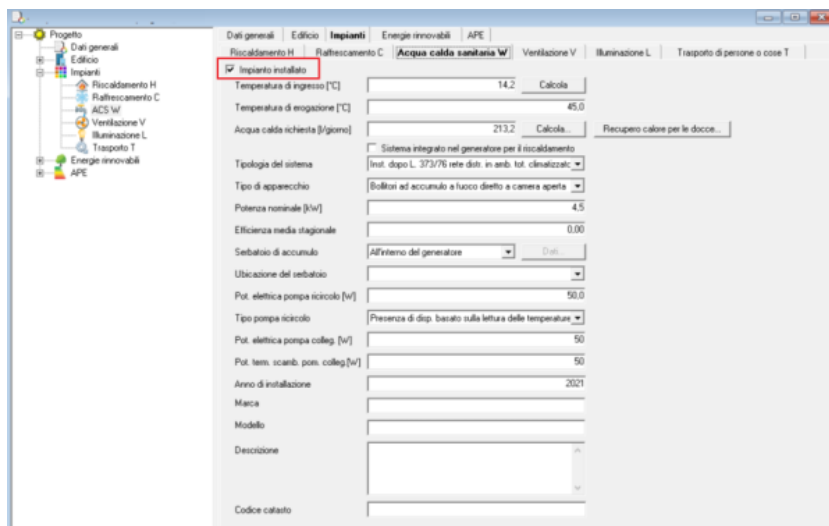 Progetto
Dati generali
Edificio
Impianti
Riscaldamento H
Raffrescamento C
ACS W
Ventilazione V
Illuminazione L
Trasporto T
Energie rinnovabili
APE
Dati generali Edificio Impianti Energie rinnovabili APE
Riscaldamento H Raffrescamento C Acqua calda sanitaria W Ventilazione V Illuminazione L Trasporto di persone o cose T
Impianto installato
Temperatura di ingresso [°C] 14,2 Calcola
Temperatura di erogazione [°C] 45,0
Acqua calda richiesta [l/giorno] 213,2 Calcola... Recupero calore per le docce...
Sistema integrato nel generatore per il riscaldamento
Tipologia del sistema Inst. dopo L. 373/76 rete distr. in amb. tot. climatizzato
Tipo di apparecchio Bollitori ad accumulo a fuoco diretto a camera aperta
Potenza nominale [kW] 4,5
Efficienza media stagionale 0,00
Serbatoio di accumulo All'interno del generatore Dati...
Ubicazione del serbatoio
Pot. elettrica pompa ricircolo [W] 50,0
Tipo pompa ricircolo Presenza di disp. basato sulla lettura delle temperature
Pot. elettrica pompa colleg. [W] 50
Pot. term. scamb. pom. colleg.[W] 50
Anno di installazione 2021
Marca
Modello
Descrizione
Codice catasto